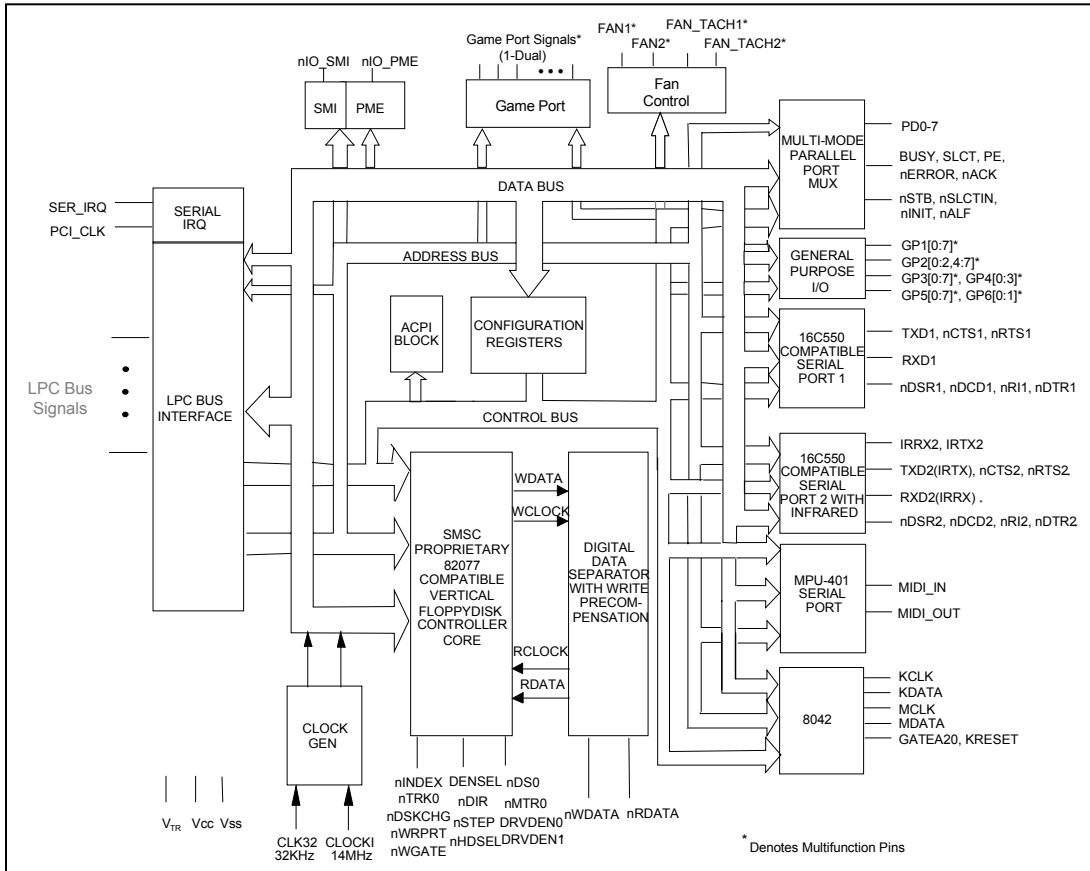 Game Port Signals*
(1-Dual)
FAN1*
FAN_TACH1*
FAN2*
FAN_TACH2*
nIO_SMI
nIO_PME
SMI
PME
Game Port
Fan
Control
MULTI-MODE
PARALLEL
PORT
MUX
PD0-7
BUSY, SLCT, PE,
nERROR, nACK
nSTB, nSLCTIN,
nINIT, nALF
DATA BUS
SER_IRQ
PCI_CLK
SERIAL
IRQ
ADDRESS BUS
GENERAL
PURPOSE
I/O
GP1[0:7]*
GP2[0:2,4:7]*
GP3[0:7]*, GP4[0:3]*
GP5[0:7]*, GP6[0:1]*
ACPI
BLOCK
CONFIGURATION
REGISTERS
16C550
COMPATIBLE
SERIAL
PORT 1
TXD1, nCTS1, nRTS1
RXD1
nDSR1, nDCD1, nRI1, nDTR1
LPC Bus
Signals
LPC BUS
INTERFACE
CONTROL BUS
16C550
COMPATIBLE
SERIAL
PORT 2 WITH
INFRARED
IRRX2, IRTX2
TXD2(IRTX), nCTS2, nRTS2.
RXD2(IRRX) .
nDSR2, nDCD2, nRI2, nDTR2
SMSC
PROPRIETARY
82077
COMPATIBLE
VERTICAL
FLOPPYDISK
CONTROLLER
CORE
WDATA
WCLOCK
RCLOCK
RDATA
DIGITAL
DATA
SEPARATOR
WITH WRITE
PRECOM-
PENSATION
MPU-401
SERIAL
PORT
MIDI_IN
MIDI_OUT
8042
KCLK
KDATA
MCLK
MDATA
GATEA20, KRESET
CLOCK
GEN
VTR
Vcc
Vss
CLK32
32KHz
CLOCKI
14MHz
nINDEX
nTRK0
nDSKCHG
nWRPRT
nWGATE
DENSEL
nDIR
nSTEP
nHDSEL
nDS0
nMTR0
DRVDEN0
DRVDEN1
nWDATA
nRDATA
* Denotes Multifunction Pins